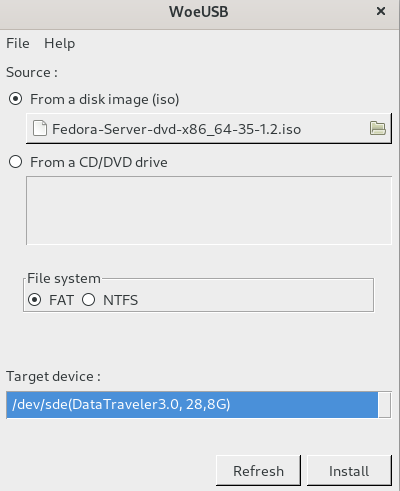 WoeUSB
File Help
Source :
From a disk image (iso)
Fedora-Server-dvd-x86_64-35-1.2.iso
From a CD/DVD drive
File system
FAT NTFS
Target device :
/dev/sde(DataTraveler3.0, 28,8G)
Refresh Install